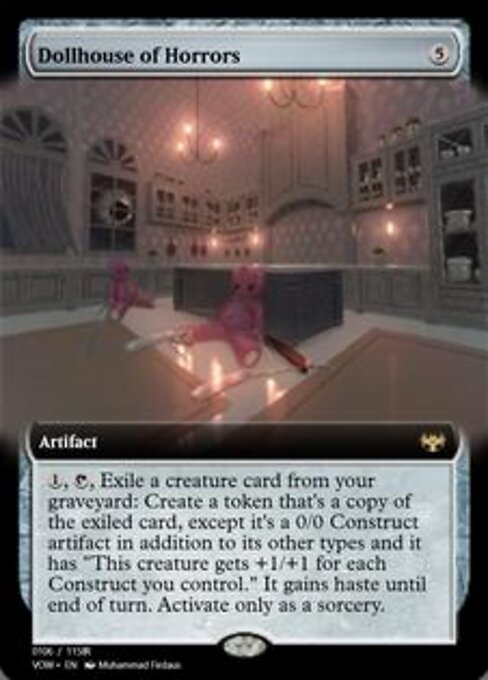 Dollhouse of Horrors 5
Artifact
1, T, Exile a creature card from your
graveyard: Create a token that's a copy of
the exiled card, except it's a 0/0 Construct
artifact in addition to its other types and it
has "This creature gets +1/+1 for each
Construct you control." It gains haste until
end of turn. Activate only as a sorcery.
0106 / 115IR
VOW • EN Muhammad Firdaus